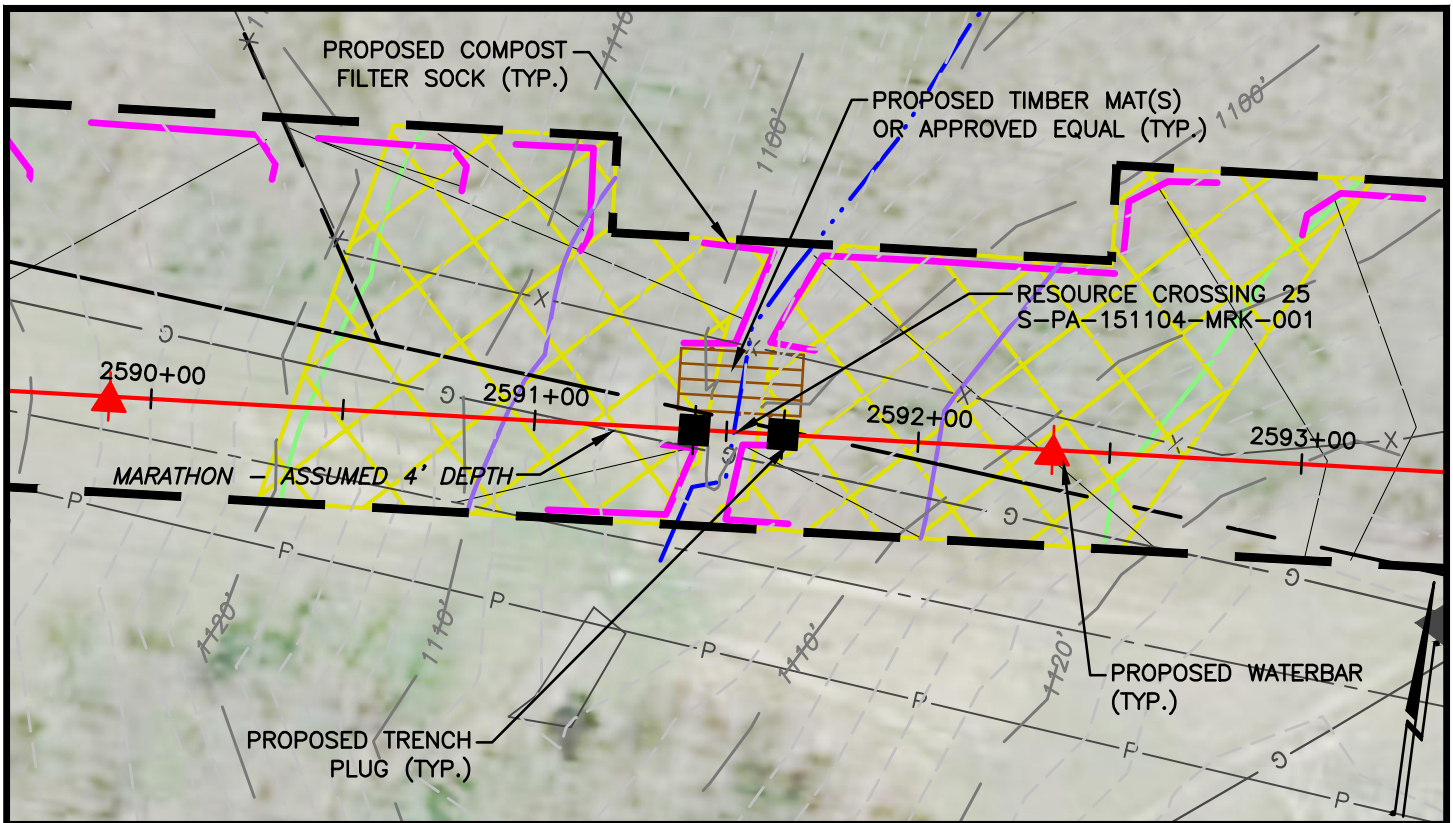 PROPOSED COMPOST
FILTER SOCK (TYP.)
PROPOSED TIMBER MAT(S)
OR APPROVED EQUAL (TYP.)
1110'
1100'
1100'
RESOURCE CROSSING 25
S-PA-151104-MRK-001
X
X
X
X
X
X
X
G
G
G
G
G
G
2590+00
2591+00
2592+00
2593+00
MARATHON - ASSUMED 4' DEPTH
P
P
P
P
P
P
P
1120'
1110'
1110'
1120'
PROPOSED WATERBAR
(TYP.)
PROPOSED TRENCH
PLUG (TYP.)